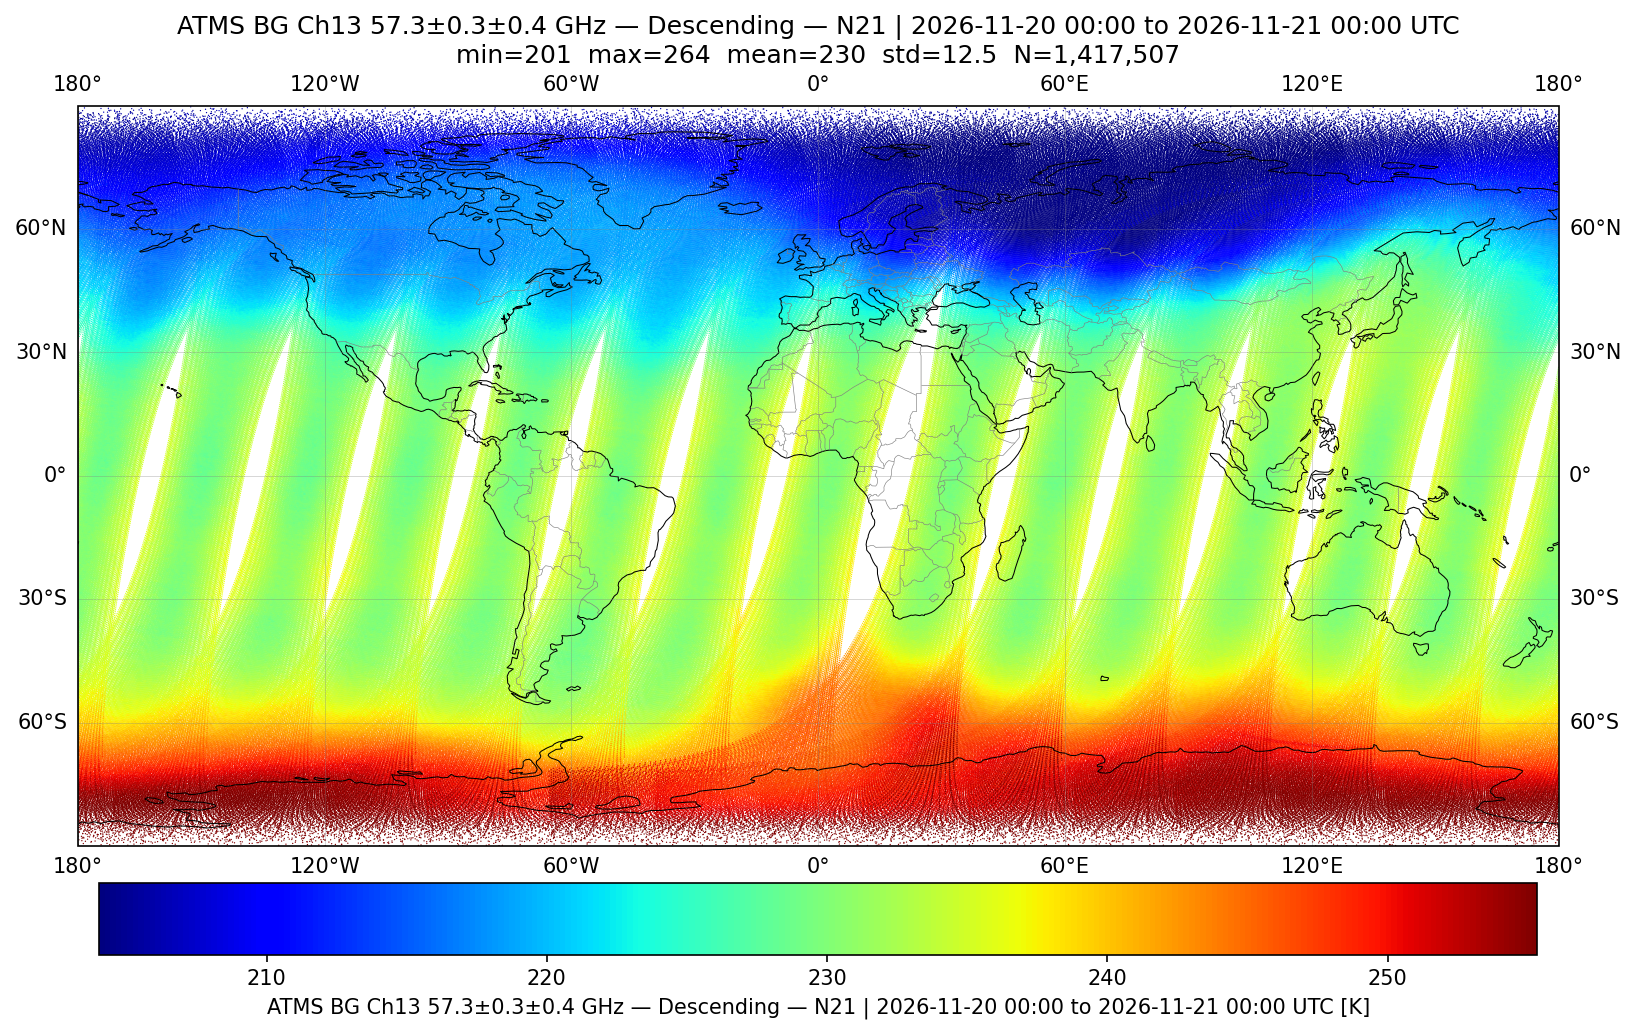 ATMS BG Ch13 57.3±0.3±0.4 GHz — Descending — N21 | 2026-11-20 00:00 to 2026-11-21 00:00 UTC
min=201 max=264 mean=230 std=12.5 N=1,417,507
180° 120°W 60°W 0° 60°E 120°E 180°
60°N 60°N
30°N 30°N
0° 0°
30°S 30°S
60°S 60°S
180° 120°W 60°W 0° 60°E 120°E 180°
210 220 230 240 250
ATMS BG Ch13 57.3±0.3±0.4 GHz — Descending — N21 | 2026-11-20 00:00 to 2026-11-21 00:00 UTC [K]